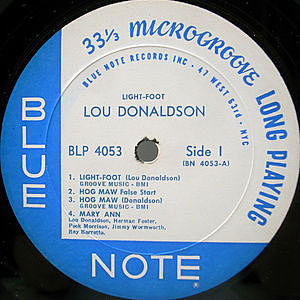 33⅓ MICROGROOVE LONG PLAYING
BLUE NOTE RECORDS INC · 47 WEST 63rd · NYC
LIGHT-FOOT
LOU DONALDSON
BLP 4053 Side 1
(BN 4053-A)
1. LIGHT-FOOT (Lou Donaldson)
GROOVE MUSIC - BMI
2. HOG MAW False Start
3. HOG MAW (Donaldson)
GROOVE MUSIC - BMI
4. MARY ANN
Lou Donaldson, Herman Foster,
Peck Morrison, Jimmy Wormworth,
Ray Barretto.
BLUE
NOTE ®